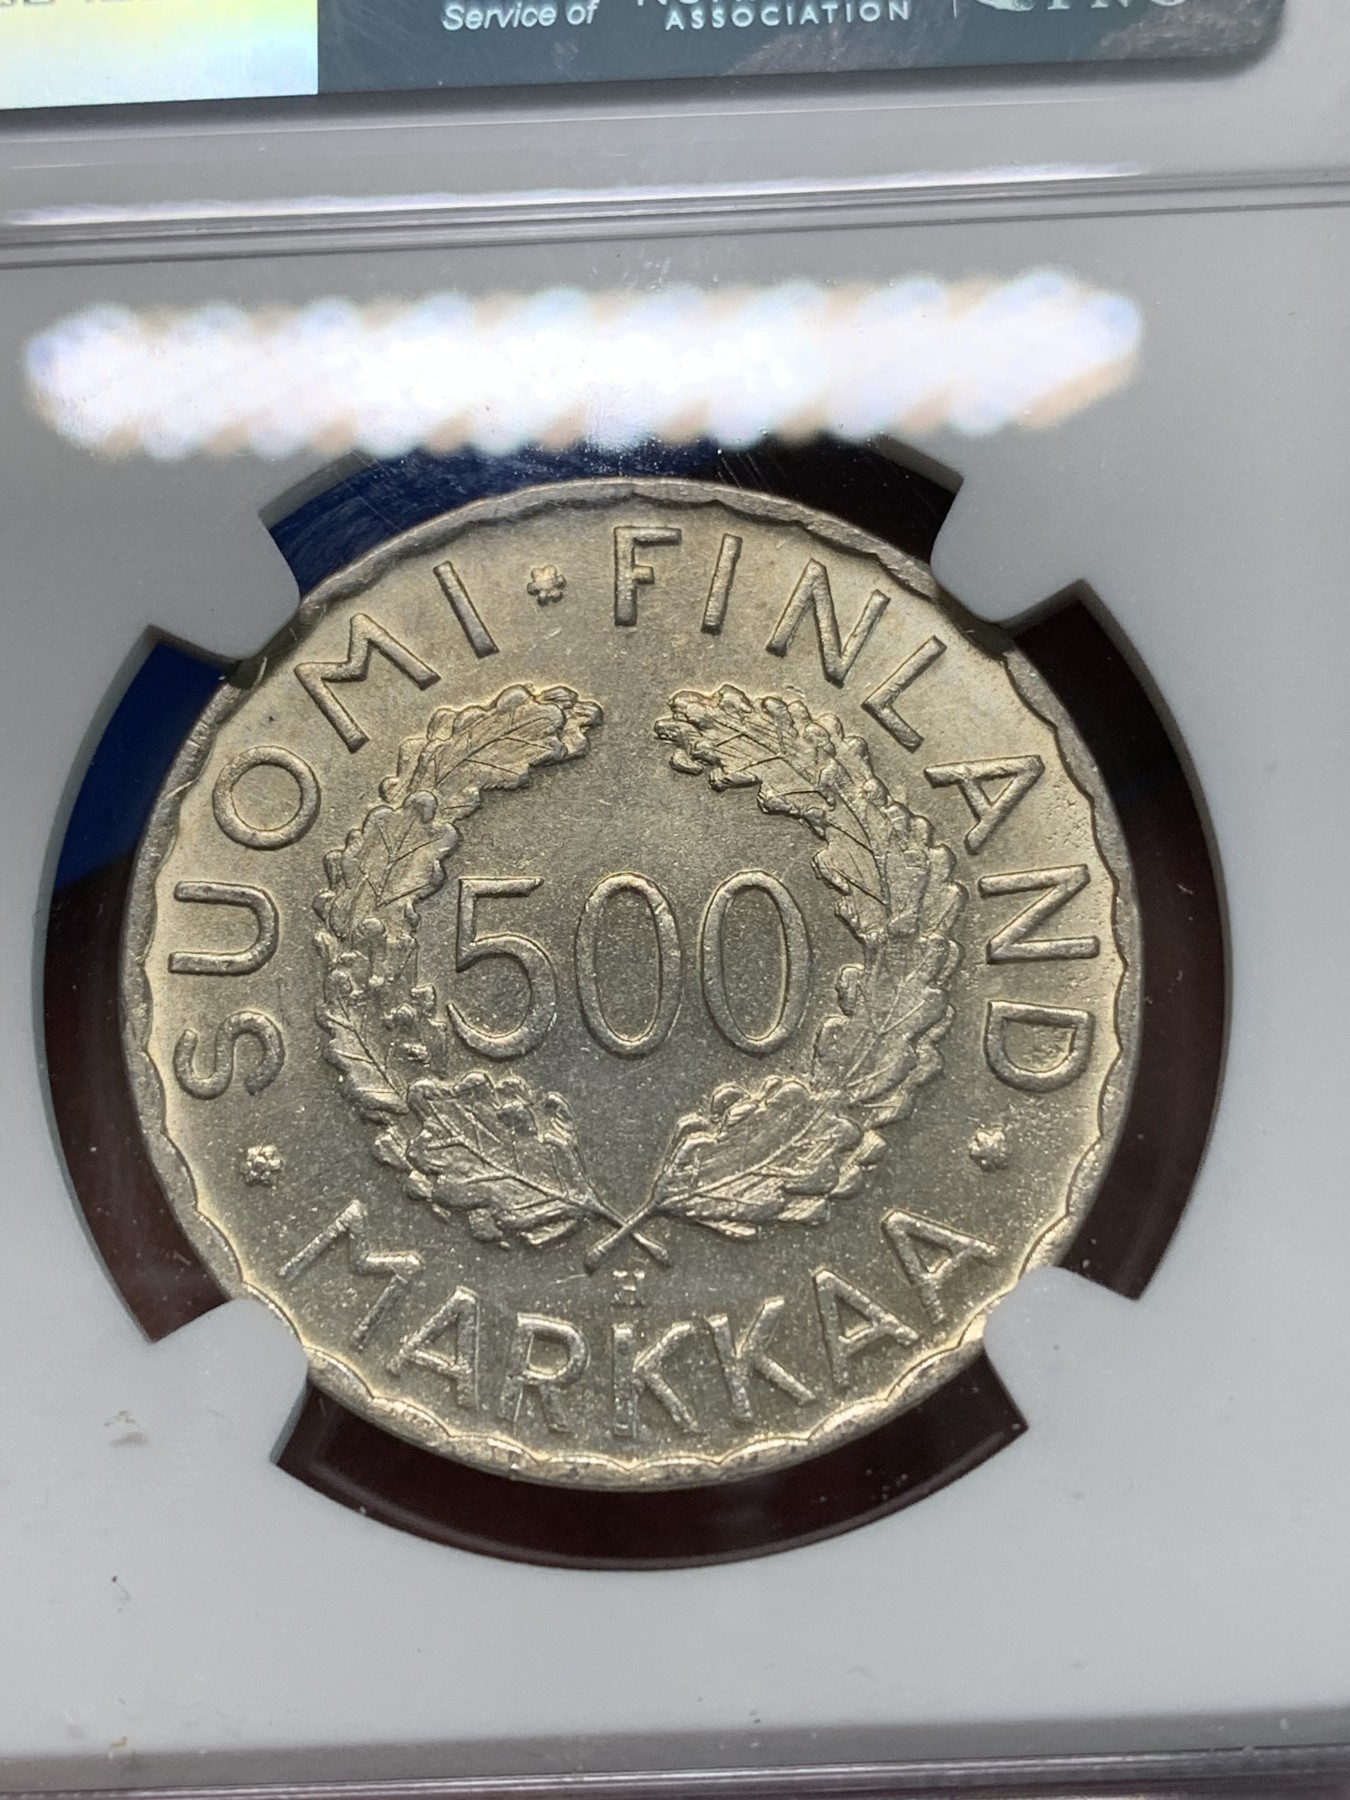 Service of
ASSOCIATION
SUOMI * FINLAND
500
H
MARKKAA